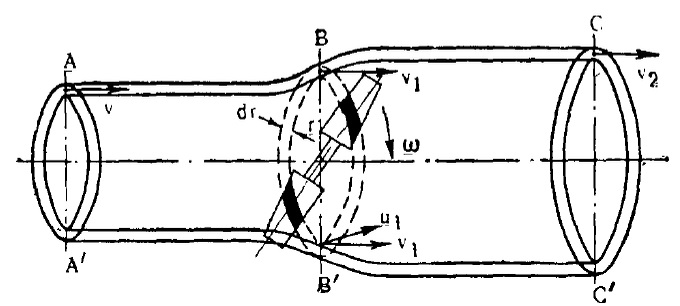 B
C
A
v₁
v₂
v
dr
r
ω
u₁
v₁
A′
B′
C′